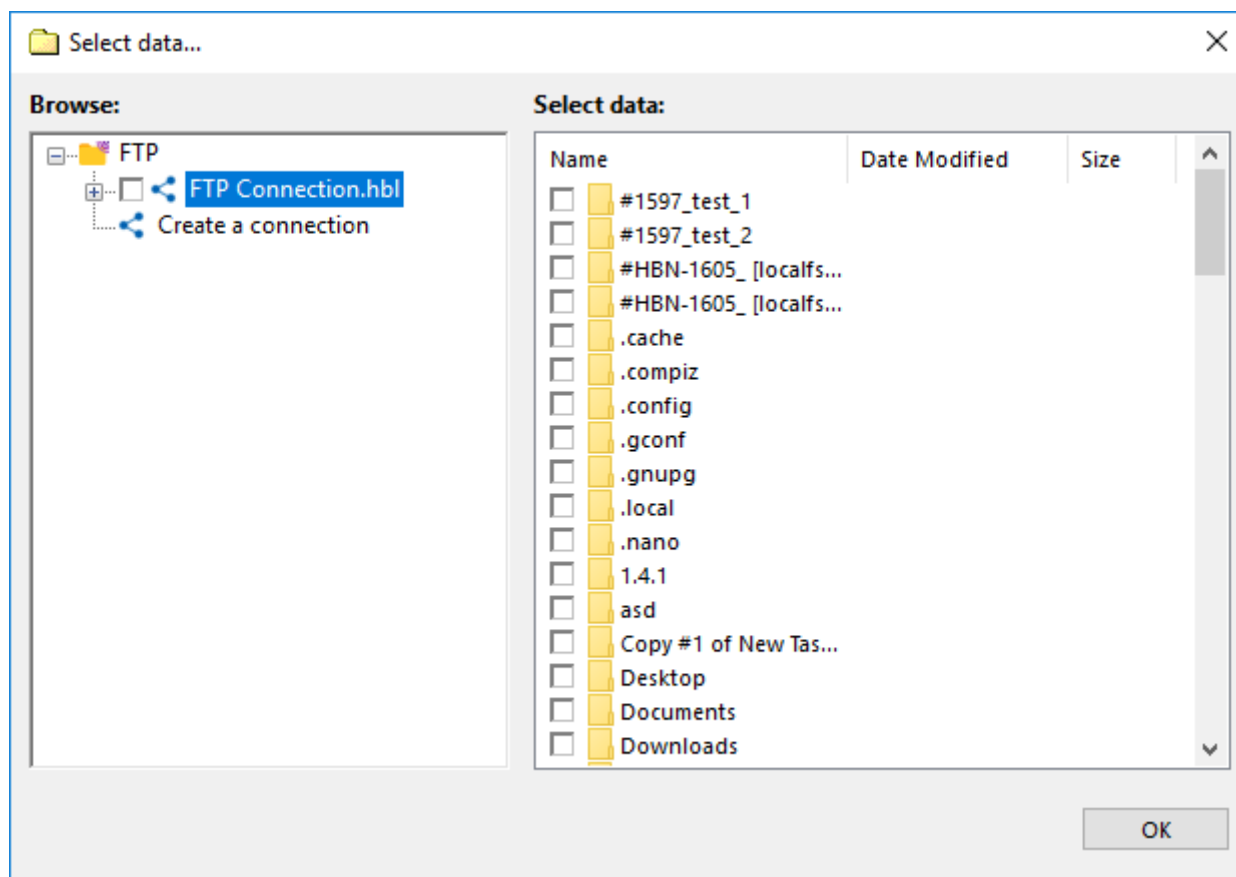 Select data...
Browse:
Select data:
FTP
FTP Connection.hbl
Create a connection
Name Date Modified Size
#1597_test_1
#1597_test_2
#HBN-1605_ [localfs...
#HBN-1605_ [localfs...
.cache
.compiz
.config
.gconf
.gnupg
.local
.nano
1.4.1
asd
Copy #1 of New Tas...
Desktop
Documents
Downloads
OK